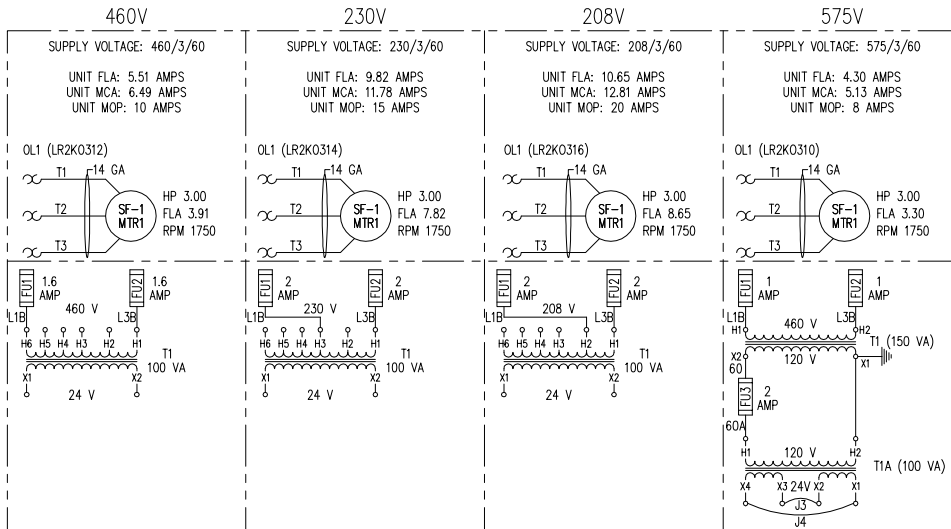 460V
230V
208V
575V
SUPPLY VOLTAGE: 460/3/60
UNIT FLA: 5.51 AMPS
UNIT MCA: 6.49 AMPS
UNIT MOP: 10 AMPS
OL1 (LR2K0312)
T1
14 GA
T2
T3
SF-1
MTR1
HP 3.00
FLA 3.91
RPM 1750
SUPPLY VOLTAGE: 230/3/60
UNIT FLA: 9.82 AMPS
UNIT MCA: 11.78 AMPS
UNIT MOP: 15 AMPS
OL1 (LR2K0314)
T1
14 GA
T2
T3
SF-1
MTR1
HP 3.00
FLA 7.82
RPM 1750
SUPPLY VOLTAGE: 208/3/60
UNIT FLA: 10.65 AMPS
UNIT MCA: 12.81 AMPS
UNIT MOP: 20 AMPS
OL1 (LR2K0316)
T1
14 GA
T2
T3
SF-1
MTR1
HP 3.00
FLA 8.65
RPM 1750
SUPPLY VOLTAGE: 575/3/60
UNIT FLA: 4.30 AMPS
UNIT MCA: 5.13 AMPS
UNIT MOP: 8 AMPS
OL1 (LR2K0310)
T1
14 GA
T2
T3
SF-1
MTR1
HP 3.00
FLA 3.30
RPM 1750
FU1
1.6
AMP
FU2
1.6
AMP
460 V
L1B
L3B
H6 H5 H4 H3 H2 H1
T1
100 VA
X1
X2
24 V
FU1
2
AMP
FU2
2
AMP
230 V
L1B
L3B
H6 H5 H4 H3 H2 H1
T1
100 VA
X1
X2
24 V
FU1
2
AMP
FU2
2
AMP
208 V
L1B
L3B
H6 H5 H4 H3 H2 H1
T1
100 VA
X1
X2
24 V
FU1
1
AMP
FU2
1
AMP
L1B
L3B
H1
460 V
H2
T1 (150 VA)
X2
120 V
X1
60
FU3
2
AMP
60A
H1
120 V
H2
T1A (100 VA)
X4
X3
24V
X2
X1
J3
J4